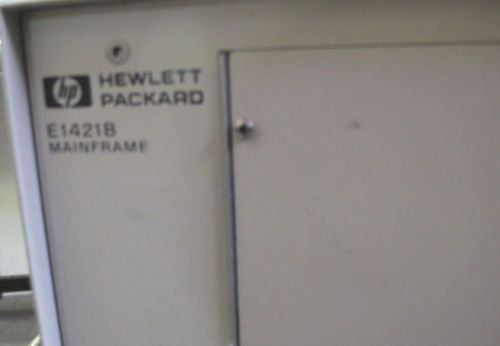 hp HEWLETT
PACKARD
E1421B
MAINFRAME